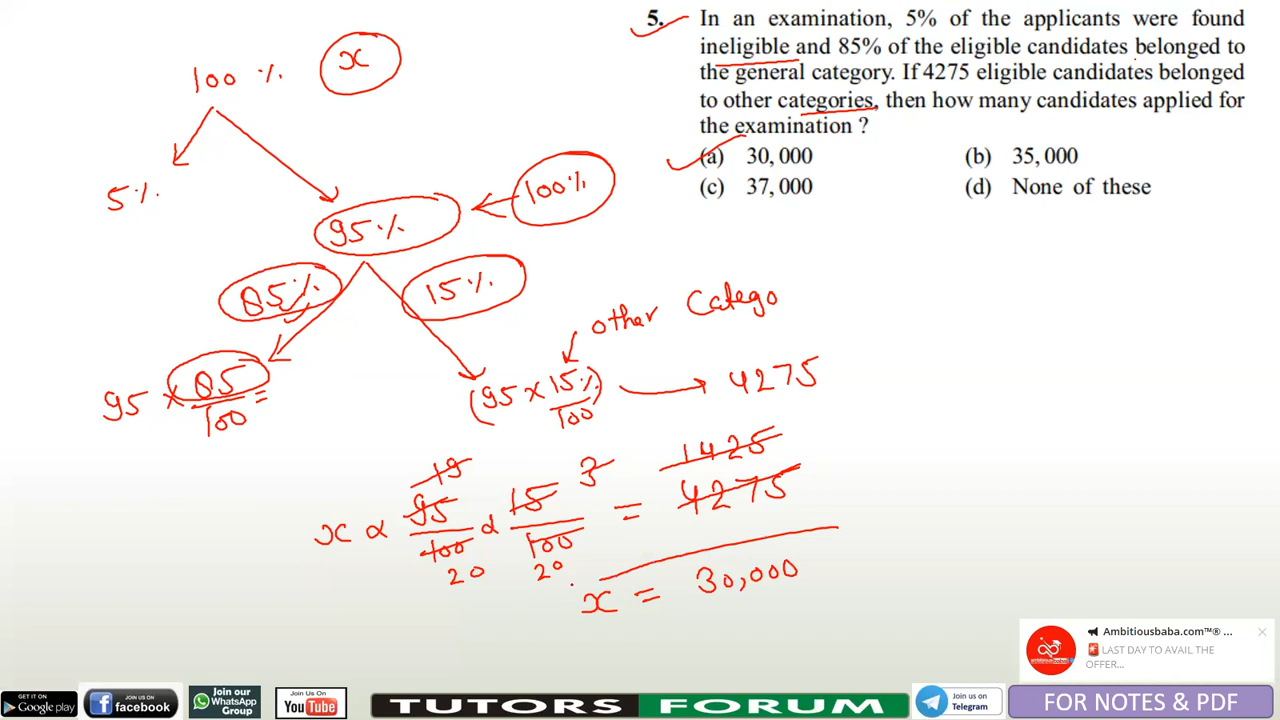 5. In an examination, 5% of the applicants were found
ineligible and 85% of the eligible candidates belonged to
the general category. If 4275 eligible candidates belonged
to other categories, then how many candidates applied for
the examination ?
(a) 30,000 (b) 35,000
(c) 37,000 (d) None of these
100 % x
5%
95% 100%
85% 15%
other Catego
95 × 85/100 = (95 × 15%/100) → 4275
19 3 1425
x × 95/100 × 15/100 = 4275
20 20
x = 30,000
Ambitiousbaba.com™® ...
LAST DAY TO AVAIL THE
OFFER...
GET IT ON
Google play
JOIN US ON
facebook
Join our
WhatsApp
Group
Join Us On
YouTube
TUTORS FORUM
Join us on
Telegram
FOR NOTES & PDF